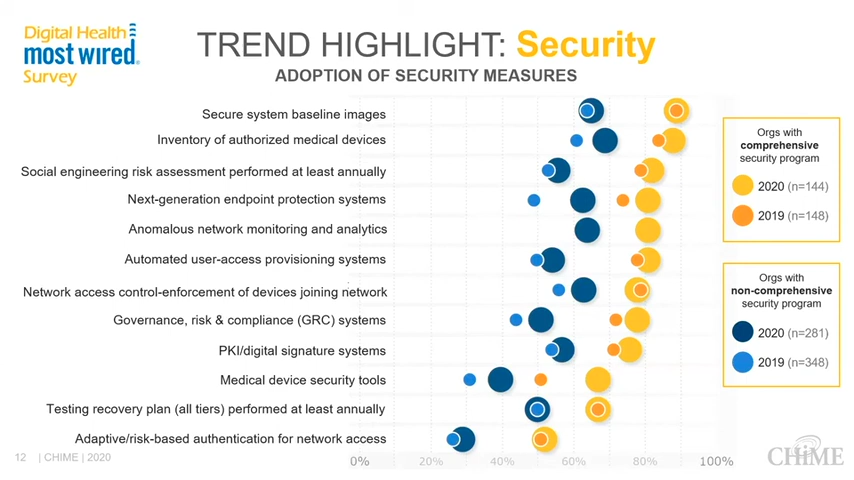 Digital Health
most wired.
Survey
TREND HIGHLIGHT: Security
ADOPTION OF SECURITY MEASURES
Secure system baseline images
Inventory of authorized medical devices
Social engineering risk assessment performed at least annually
Next-generation endpoint protection systems
Anomalous network monitoring and analytics
Automated user-access provisioning systems
Network access control-enforcement of devices joining network
Governance, risk & compliance (GRC) systems
PKI/digital signature systems
Medical device security tools
Testing recovery plan (all tiers) performed at least annually
Adaptive/risk-based authentication for network access
0% 20% 40% 60% 80% 100%
Orgs with
comprehensive
security program
2020 (n=144)
2019 (n=148)
Orgs with
non-comprehensive
security program
2020 (n=281)
2019 (n=348)
12 | CHIME | 2020
CHiME